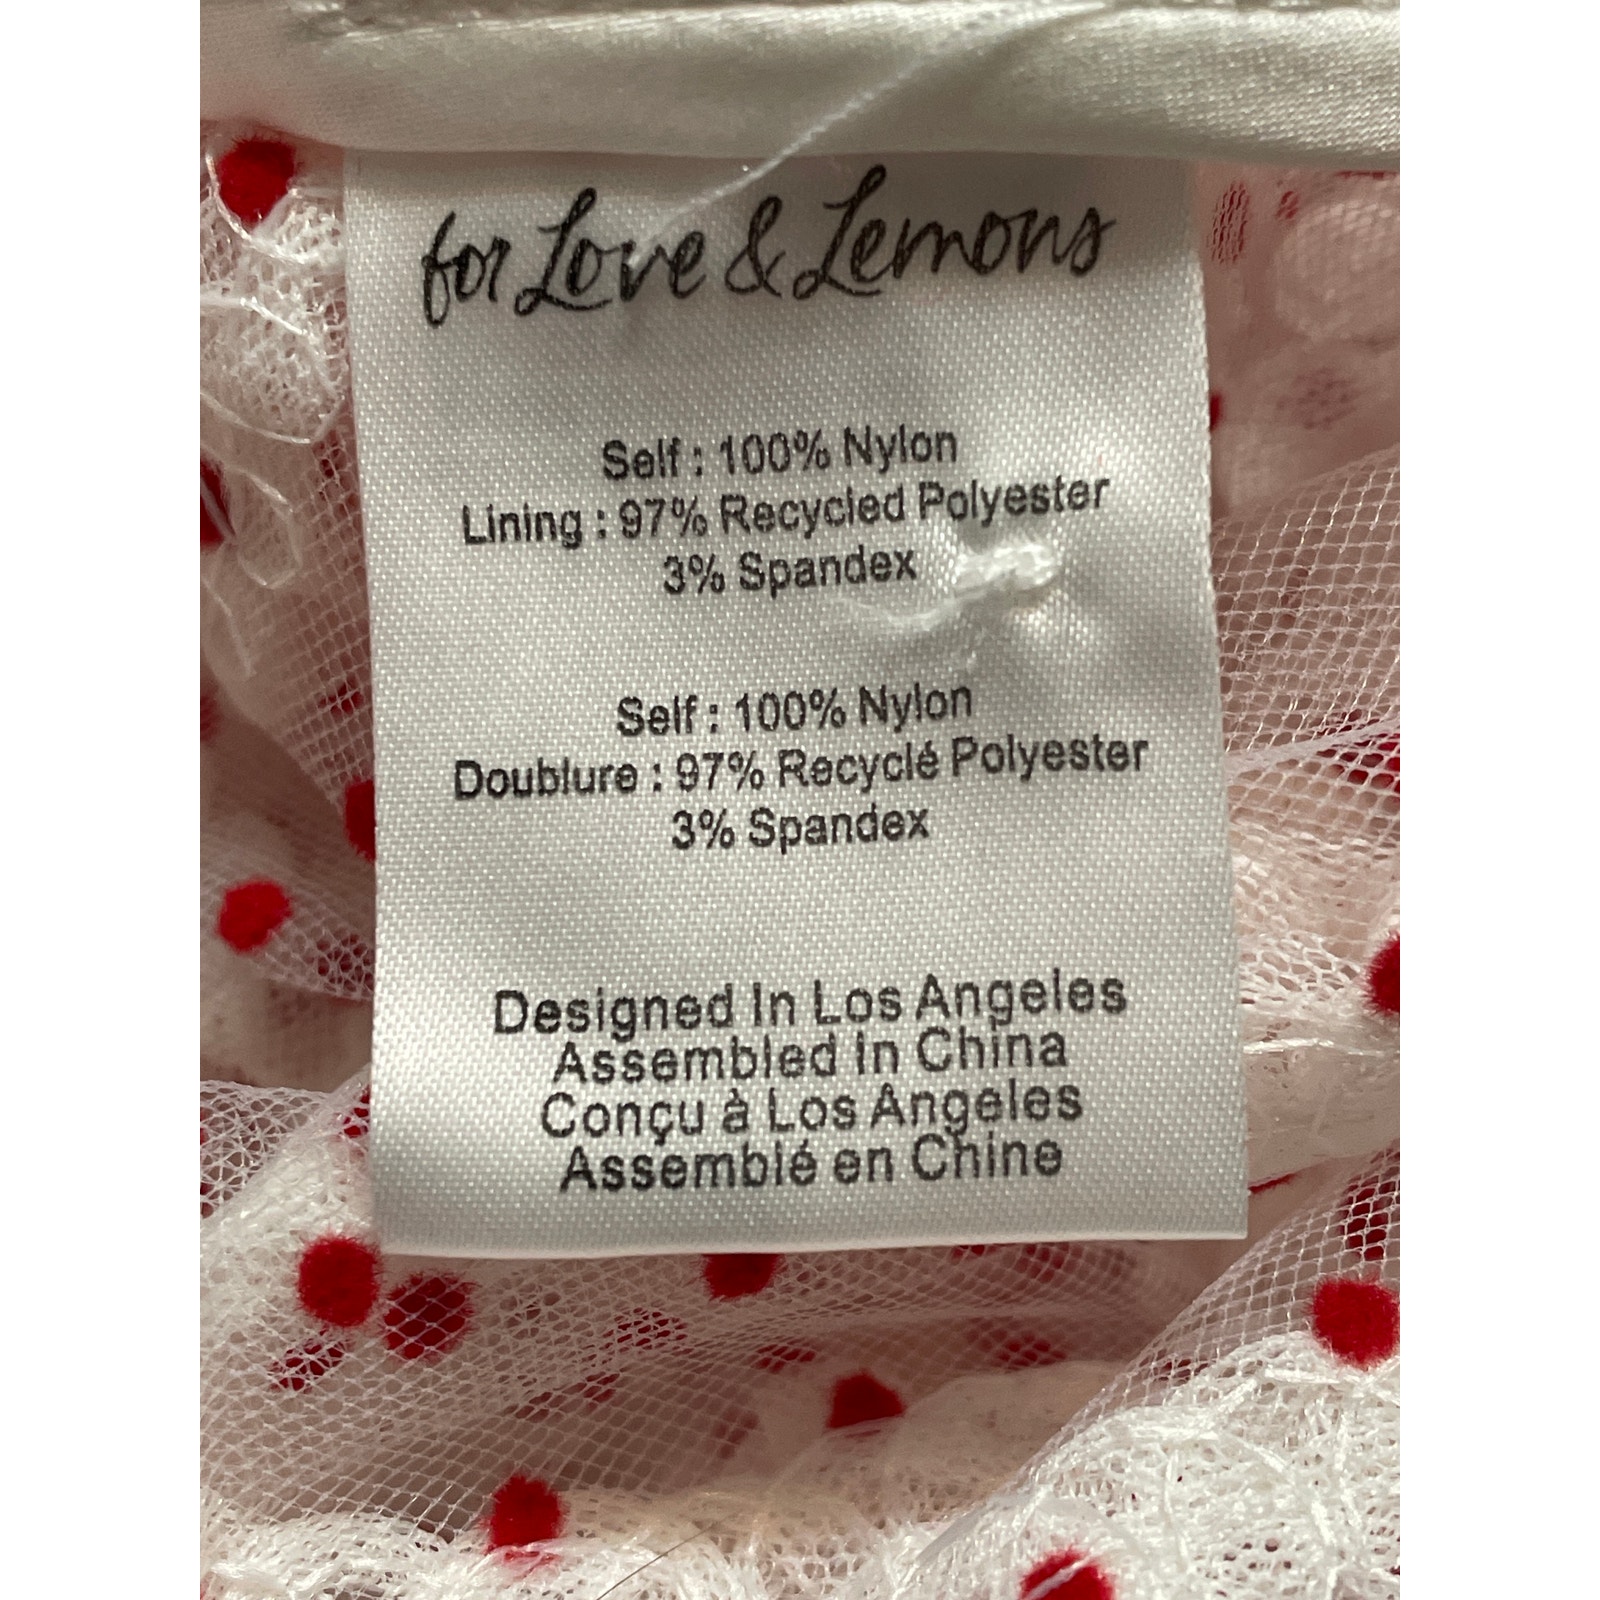 for Love & Lemons
Self : 100% Nylon
Lining : 97% Recycled Polyester
3% Spandex
Self : 100% Nylon
Doublure : 97% Recyclé Polyester
3% Spandex
Designed In Los Angeles
Assembled In China
Conçu à Los Angeles
Assemblé en Chine